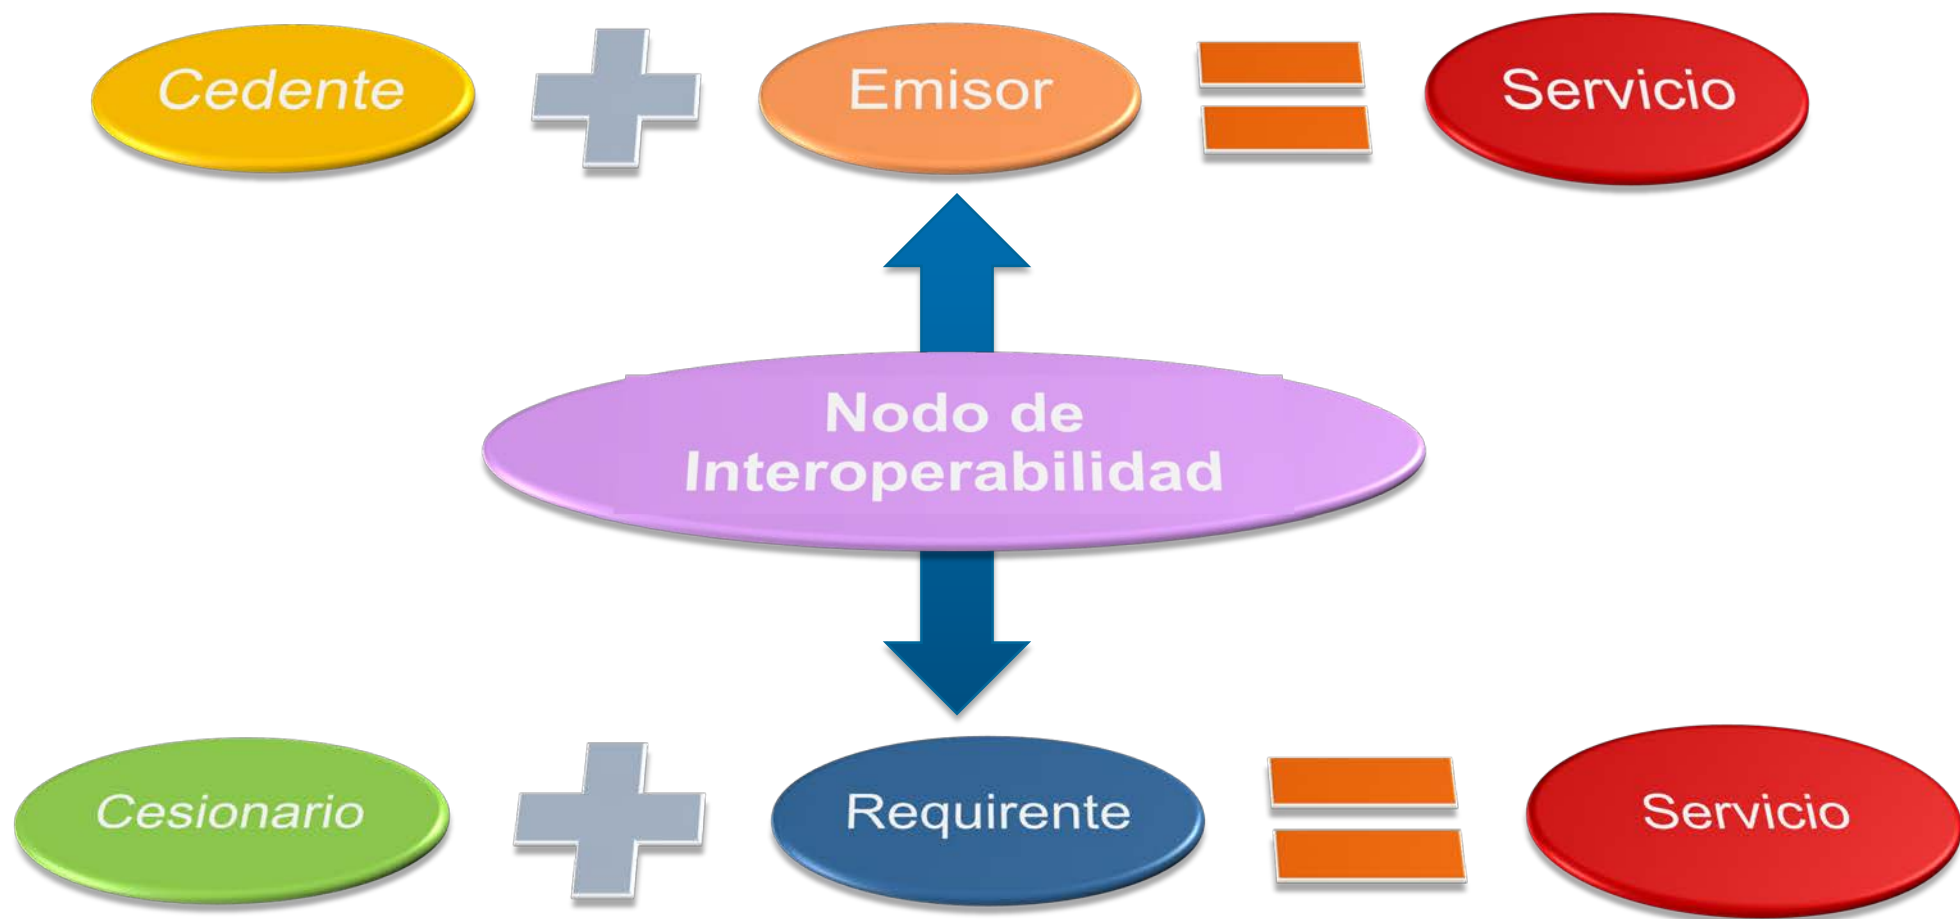 Cedente
Emisor
Servicio
Nodo de
Interoperabilidad
Cesionario
Requirente
Servicio